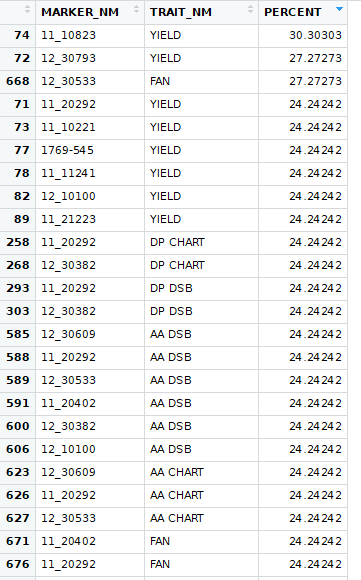 MARKER_NM TRAIT_NM PERCENT
74 11_10823 YIELD 30.30303
72 12_30793 YIELD 27.27273
668 12_30533 FAN 27.27273
71 11_20292 YIELD 24.24242
73 11_10221 YIELD 24.24242
77 1769-545 YIELD 24.24242
78 11_11241 YIELD 24.24242
82 12_10100 YIELD 24.24242
89 11_21223 YIELD 24.24242
258 11_20292 DP CHART 24.24242
268 12_30382 DP CHART 24.24242
293 11_20292 DP DSB 24.24242
303 12_30382 DP DSB 24.24242
585 12_30609 AA DSB 24.24242
588 11_20292 AA DSB 24.24242
589 12_30533 AA DSB 24.24242
591 11_20402 AA DSB 24.24242
600 12_30382 AA DSB 24.24242
606 12_10100 AA DSB 24.24242
623 12_30609 AA CHART 24.24242
626 11_20292 AA CHART 24.24242
627 12_30533 AA CHART 24.24242
671 11_20402 FAN 24.24242
676 11_20292 FAN 24.24242